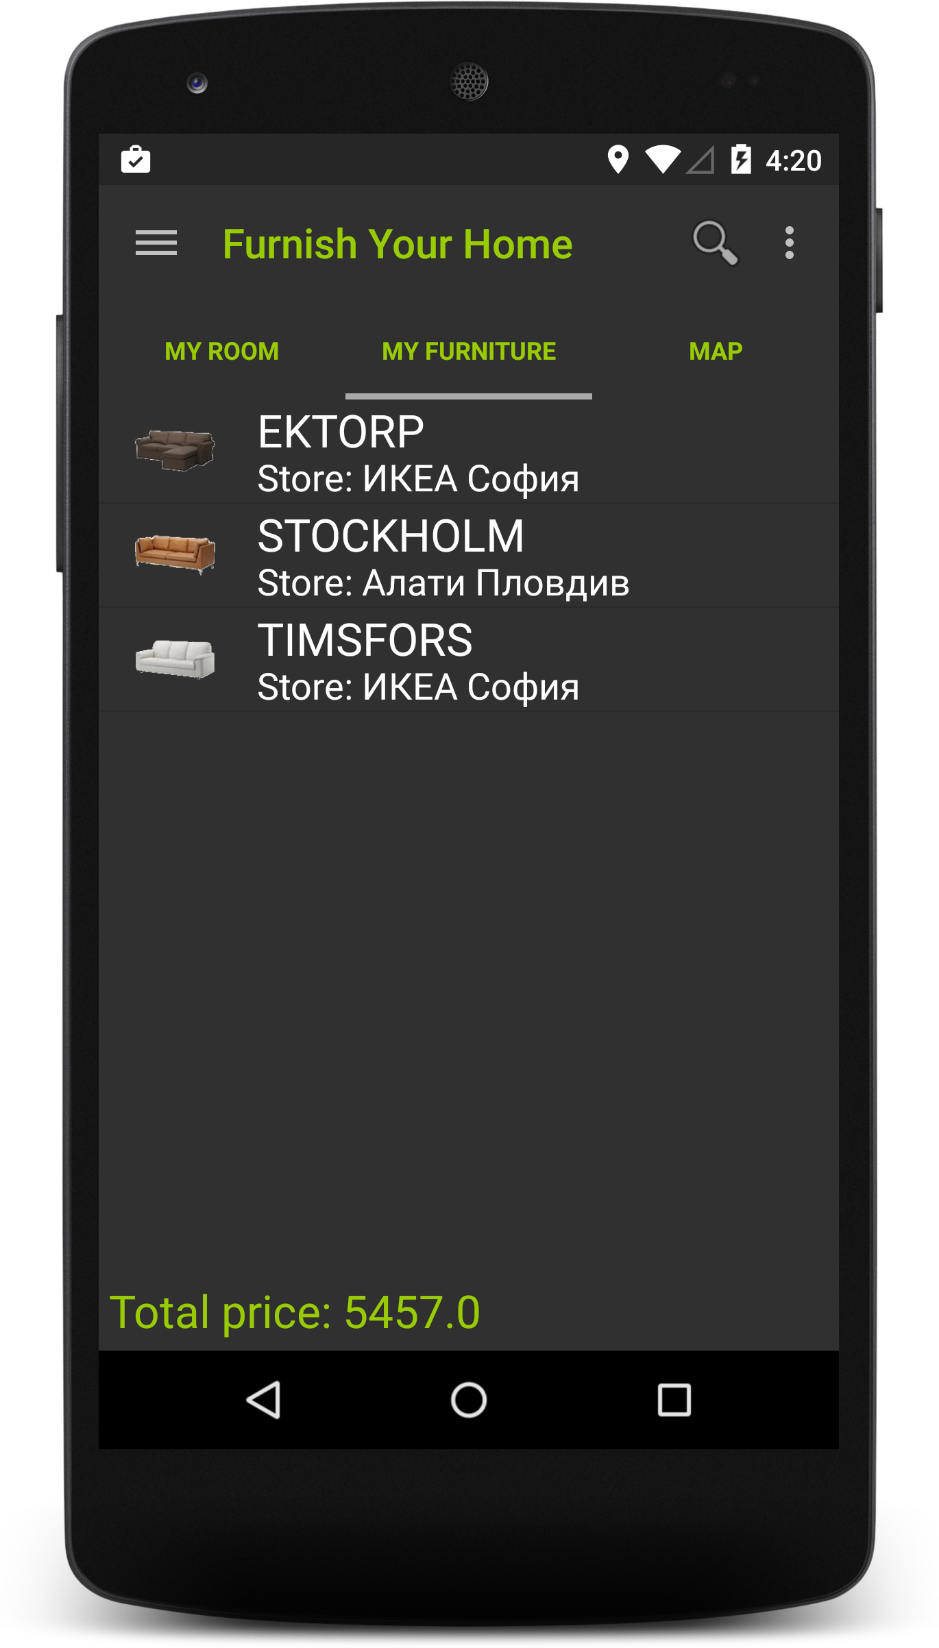 4:20
Furnish Your Home
MY ROOM MY FURNITURE MAP
EKTORP
Store: ИКЕА София
STOCKHOLM
Store: Алати Пловдив
TIMSFORS
Store: ИКЕА София
Total price: 5457.0